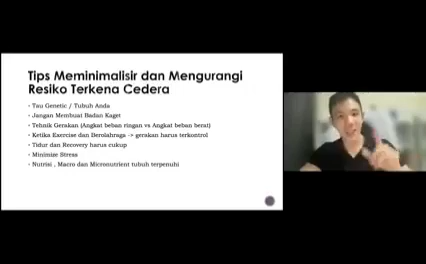 Tips Meminimalisir dan Mengurangi
Resiko Terkena Cedera
Tau Genetic / Tubuh Anda
Jangan Membuat Badan Kaget
Tehnik Gerakan (Angkat beban ringan vs Angkat beban berat)
Ketika Exercise dan Berolahraga -> gerakan harus terkontrol
Tidur dan Recovery harus cukup
Minimize Stress
Nutrisi , Macro dan Micronutrient tubuh terpenuhi